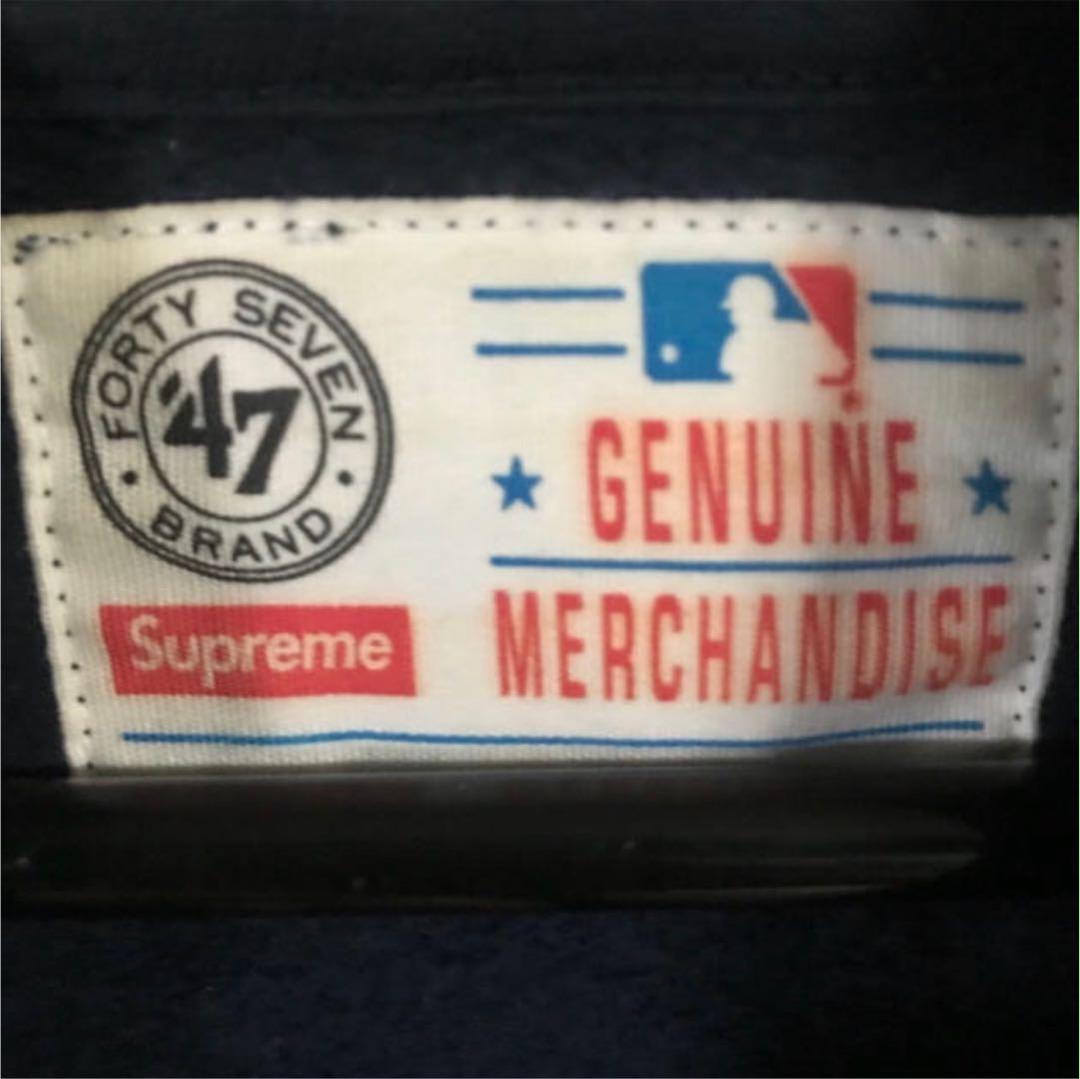 FORTY SEVEN
'47
BRAND
Supreme
GENUINE
MERCHANDISE